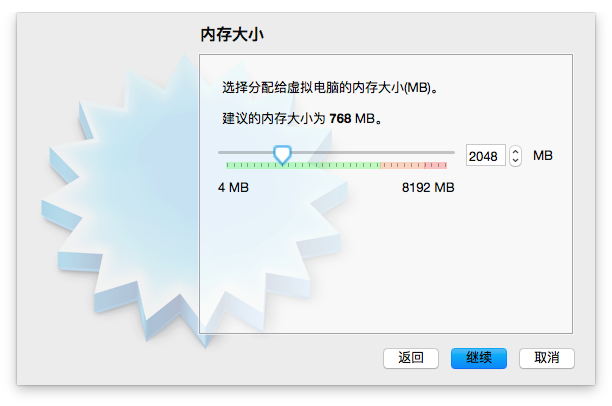 内存大小
选择分配给虚拟电脑的内存大小(MB)。
建议的内存大小为 768 MB。
2048 MB
4 MB 8192 MB
返回 继续 取消